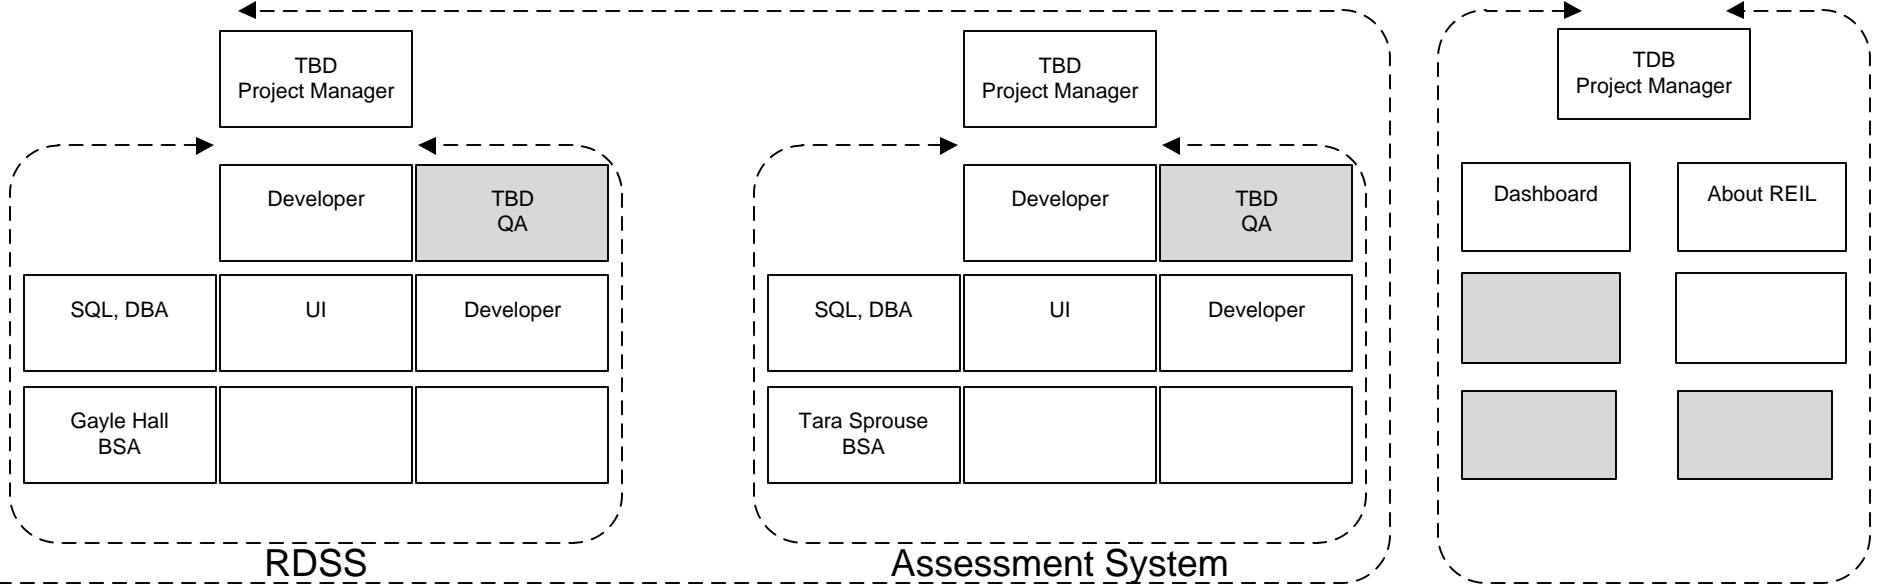 TBD
Project Manager
Developer
TBD
QA
SQL, DBA
UI
Developer
Gayle Hall
BSA
RDSS
TBD
Project Manager
Developer
TBD
QA
SQL, DBA
UI
Developer
Tara Sprouse
BSA
Assessment System
TDB
Project Manager
Dashboard
About REIL